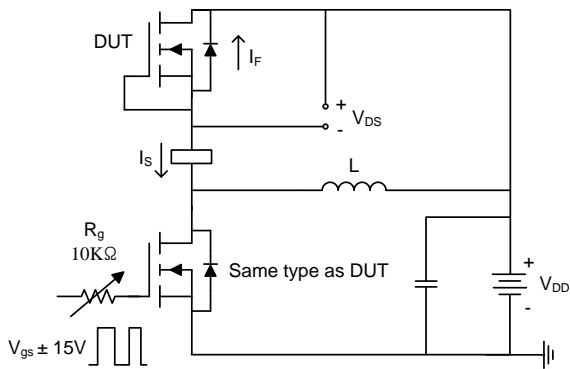 DUT
I_F
+
V_DS
-
I_S
L
R_g
10KΩ
Same type as DUT
+
V_DD
-
V_gs ± 15V